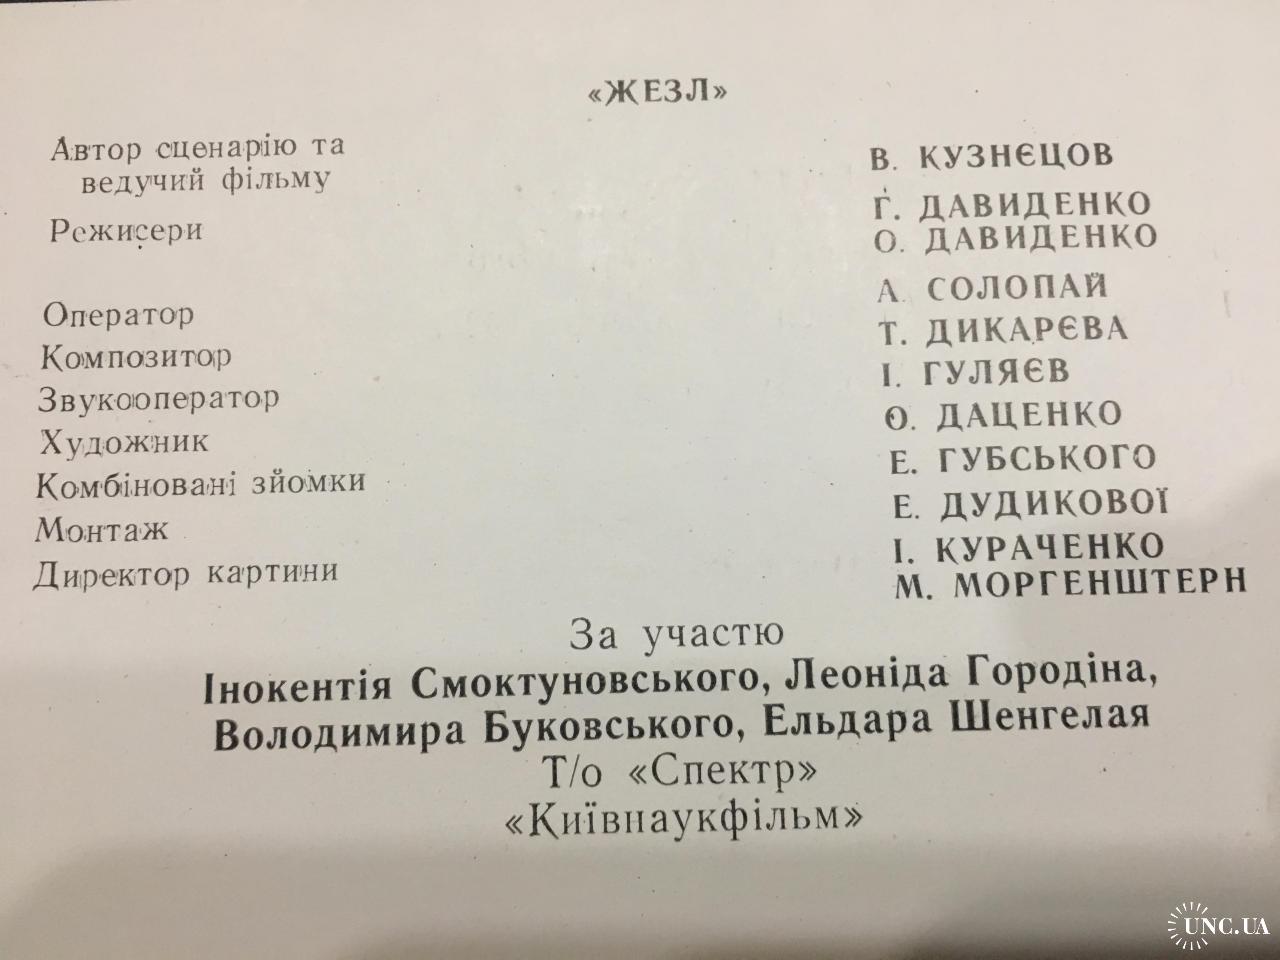 «ЖЕЗЛ»
Автор сценарію та
ведучий фільму
В. КУЗНЄЦОВ
Режисери
Ґ. ДАВИДЕНКО
О. ДАВИДЕНКО
Оператор
А. СОЛОПАЙ
Композитор
Т. ДИКАРЄВА
Звукооператор
І. ГУЛЯЄВ
Художник
О. ДАЦЕНКО
Комбіновані зйомки
Е. ГУБСЬКОГО
Монтаж
Е. ДУДИКОВОЇ
Директор картини
І. КУРАЧЕНКО
М. МОРГЕНШТЕРН
За участю
Інокентія Смоктуновського, Леоніда Городіна,
Володимира Буковського, Ельдара Шенгелая
Т/о «Спектр»
«Київнаукфільм»
UNC.UA